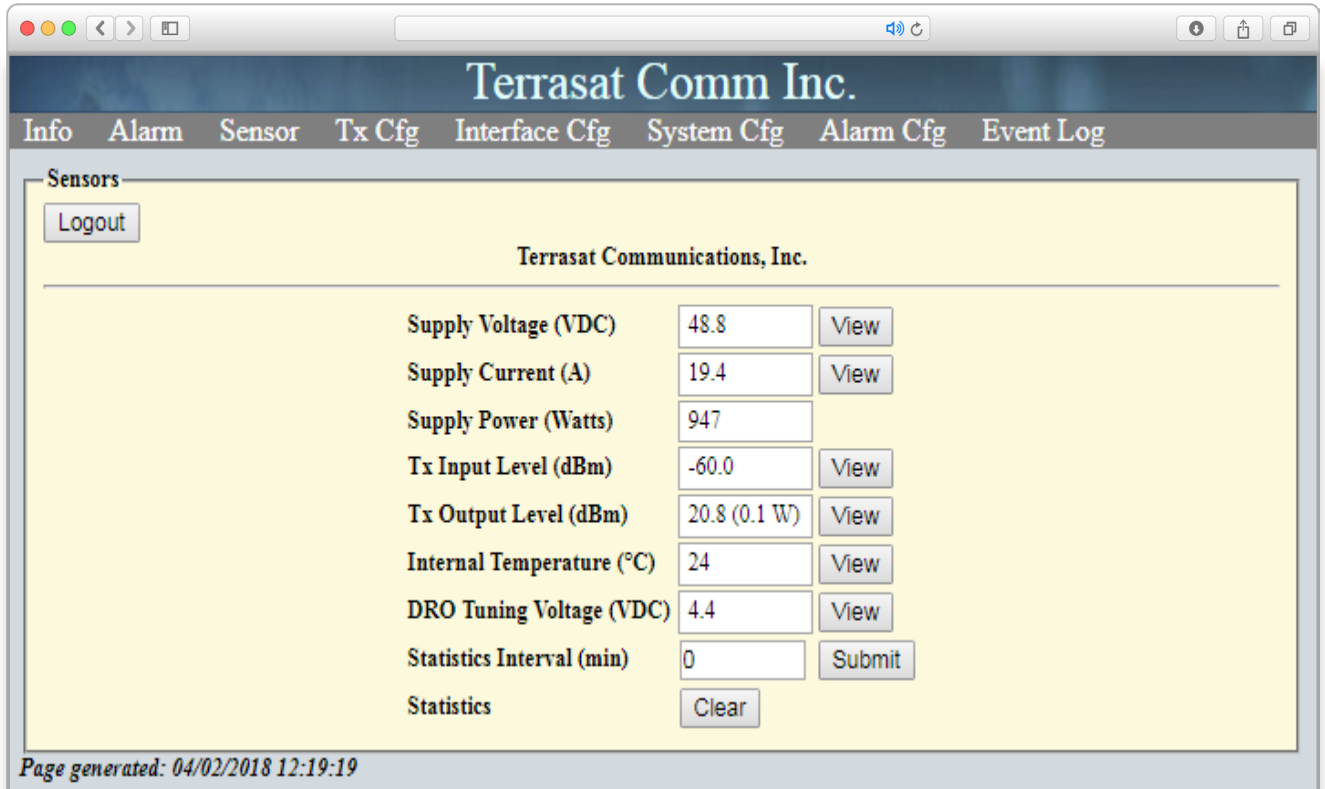 Terrasat Comm Inc.
Info Alarm Sensor Tx Cfg Interface Cfg System Cfg Alarm Cfg Event Log
Sensors
Logout
Terrasat Communications, Inc.
Supply Voltage (VDC) 48.8 View
Supply Current (A) 19.4 View
Supply Power (Watts) 947
Tx Input Level (dBm) -60.0 View
Tx Output Level (dBm) 20.8 (0.1 W) View
Internal Temperature (°C) 24 View
DRO Tuning Voltage (VDC) 4.4 View
Statistics Interval (min) 0 Submit
Statistics Clear
Page generated: 04/02/2018 12:19:19